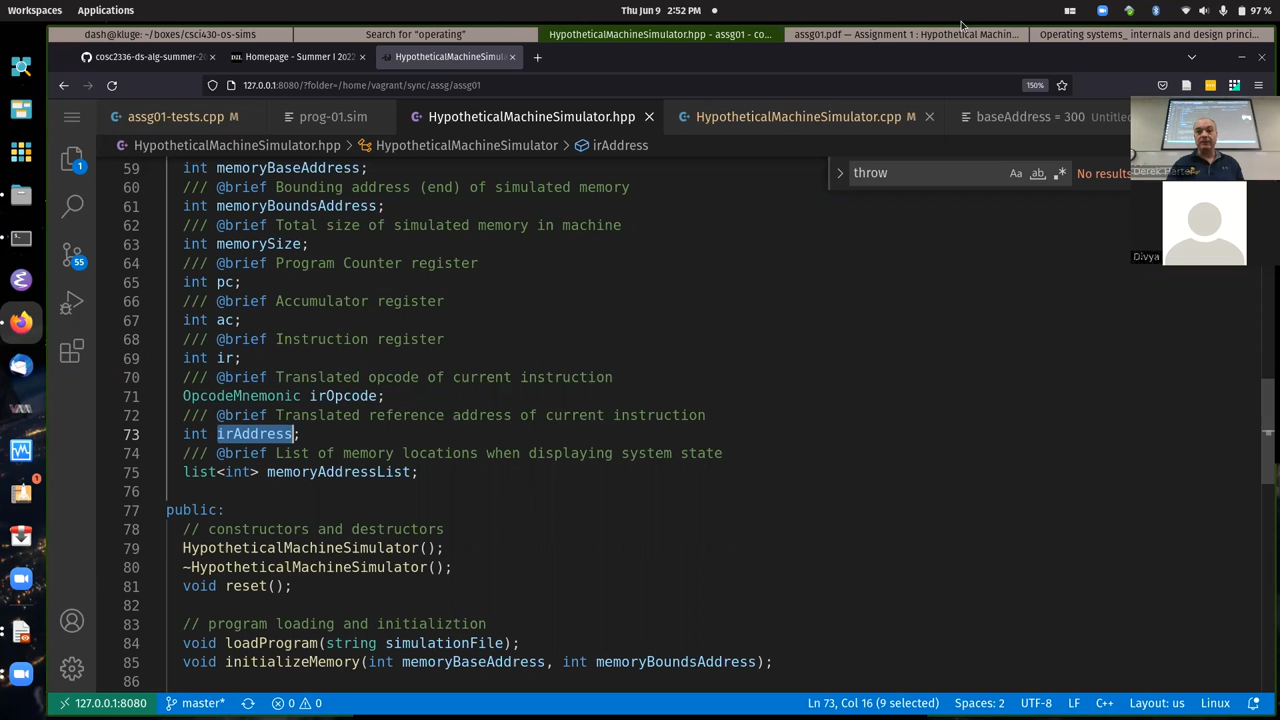 Workspaces Applications Thu Jun 9 2:52 PM 97 %
dash@kluge: ~/boxes/csci430-os-sims Search for "operating" HypotheticalMachineSimulator.hpp - assg01 - co... assg01.pdf — Assignment 1 : Hypothetical Machin... Operating systems_ internals and design princi...
cosc2336-ds-alg-summer-20 Homepage - Summer I 2022 HypotheticalMachineSimula
127.0.0.1:8080/?folder=/home/vagrant/sync/assg/assg01 150%
assg01-tests.cpp prog-01.sim HypotheticalMachineSimulator.hpp HypotheticalMachineSimulator.cpp baseAddress = 300 Untitled
HypotheticalMachineSimulator.hpp > HypotheticalMachineSimulator > irAddress
throw Aa ab No results
Derek Harter
Divya
59 int memoryBaseAddress;
60 /// @brief Bounding address (end) of simulated memory
61 int memoryBoundsAddress;
62 /// @brief Total size of simulated memory in machine
63 int memorySize;
64 /// @brief Program Counter register
65 int pc;
66 /// @brief Accumulator register
67 int ac;
68 /// @brief Instruction register
69 int ir;
70 /// @brief Translated opcode of current instruction
71 OpcodeMnemonic irOpcode;
72 /// @brief Translated reference address of current instruction
73 int irAddress;
74 /// @brief List of memory locations when displaying system state
75 list<int> memoryAddressList;
76
77 public:
78 // constructors and destructors
79 HypotheticalMachineSimulator();
80 ~HypotheticalMachineSimulator();
81 void reset();
82
83 // program loading and initializtion
84 void loadProgram(string simulationFile);
85 void initializeMemory(int memoryBaseAddress, int memoryBoundsAddress);
86
1
55
1
127.0.0.1:8080 master* 0 0 Ln 73, Col 16 (9 selected) Spaces: 2 UTF-8 LF C++ Layout: us Linux